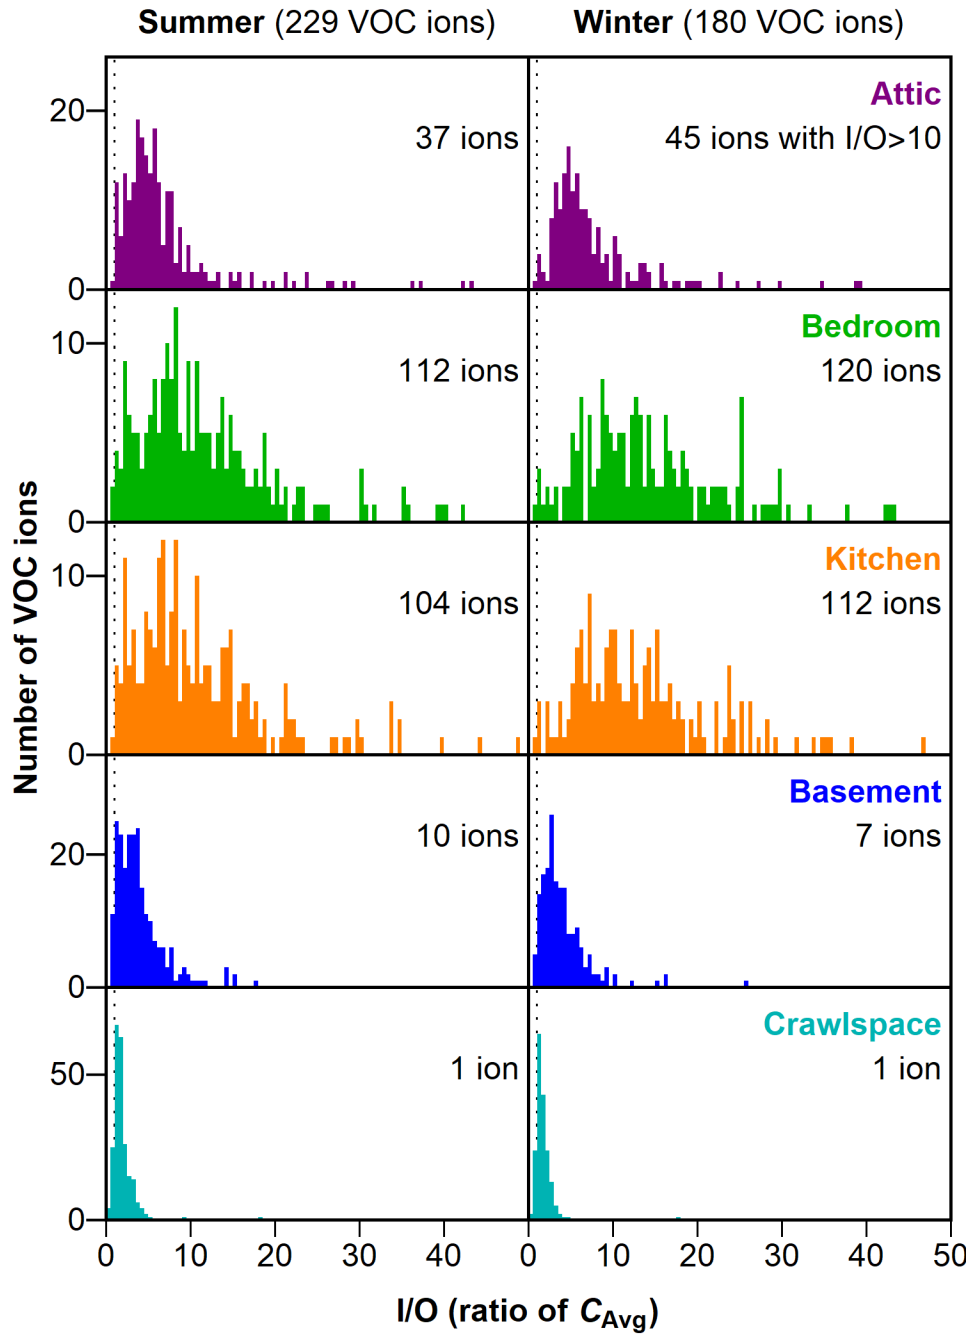 Summer (229 VOC ions)
Winter (180 VOC ions)
Attic
20
37 ions
45 ions with I/O>10
0
Bedroom
10
112 ions
120 ions
0
Kitchen
10
104 ions
112 ions
0
Number of VOC ions
Basement
20
10 ions
7 ions
0
Crawlspace
50
1 ion
1 ion
0
0 10 20 30 40 0 10 20 30 40 50
I/O (ratio of CAvg)